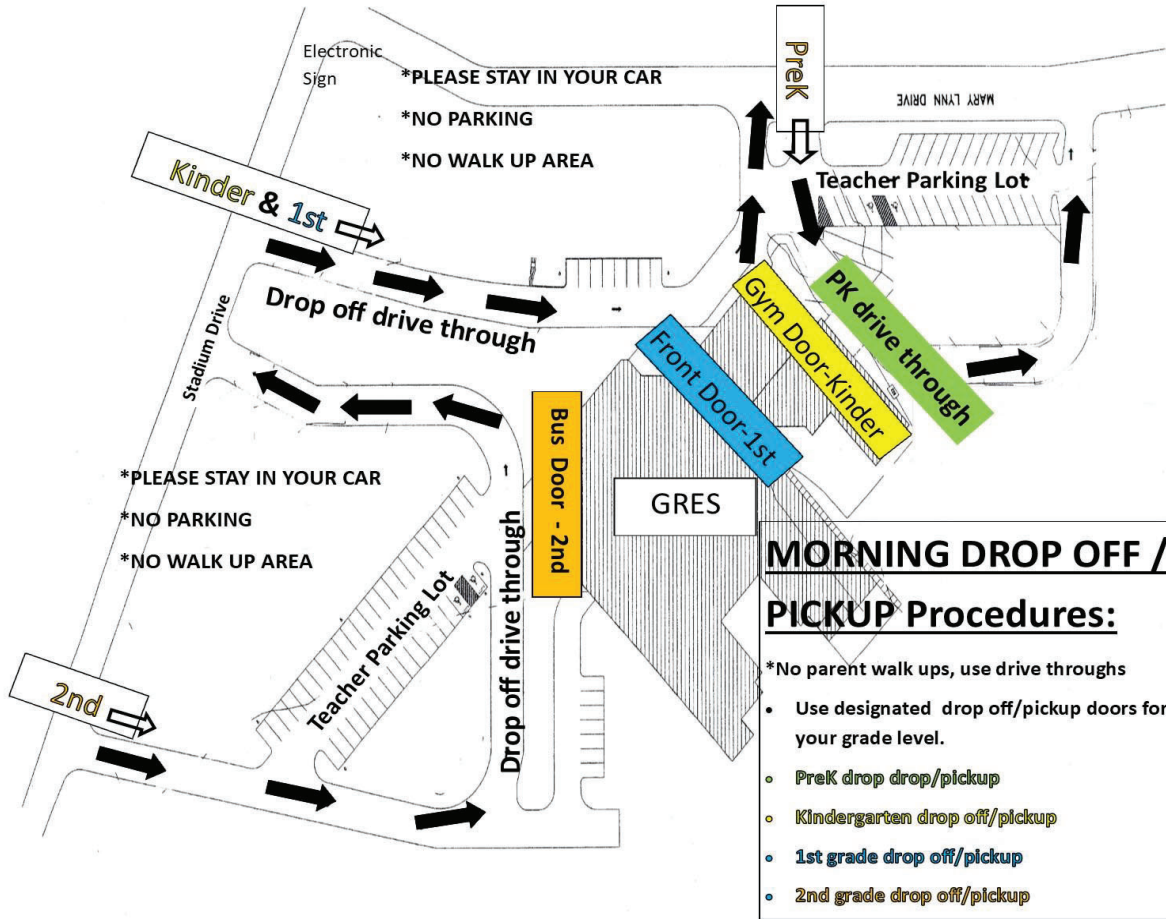 Electronic
Sign
*PLEASE STAY IN YOUR CAR
*NO PARKING
*NO WALK UP AREA
PreK
MARY LYNN DRIVE
Kinder & 1st
Teacher Parking Lot
Drop off drive through
Stadium Drive
PK drive through
Gym Door-Kinder
Front Door-1st
Bus Door - 2nd
GRES
*PLEASE STAY IN YOUR CAR
*NO PARKING
*NO WALK UP AREA
Teacher Parking Lot
Drop off drive through
2nd
MORNING DROP OFF /
PICKUP Procedures:
*No parent walk ups, use drive throughs
• Use designated drop off/pickup doors for
your grade level.
• PreK drop drop/pickup
• Kindergarten drop off/pickup
• 1st grade drop off/pickup
• 2nd grade drop off/pickup